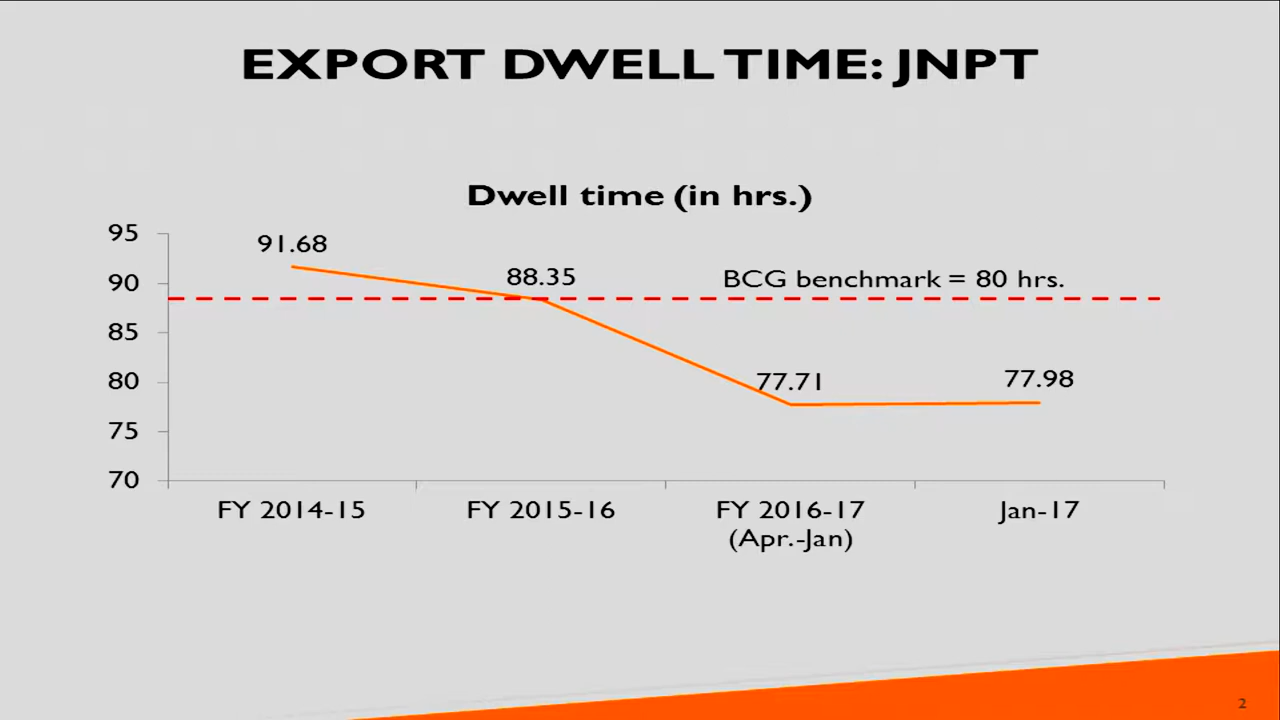 EXPORT DWELL TIME: JNPT
Dwell time (in hrs.)
95
90
85
80
75
70
91.68
88.35
BCG benchmark = 80 hrs.
77.71
77.98
FY 2014-15
FY 2015-16
FY 2016-17
(Apr.-Jan)
Jan-17
2